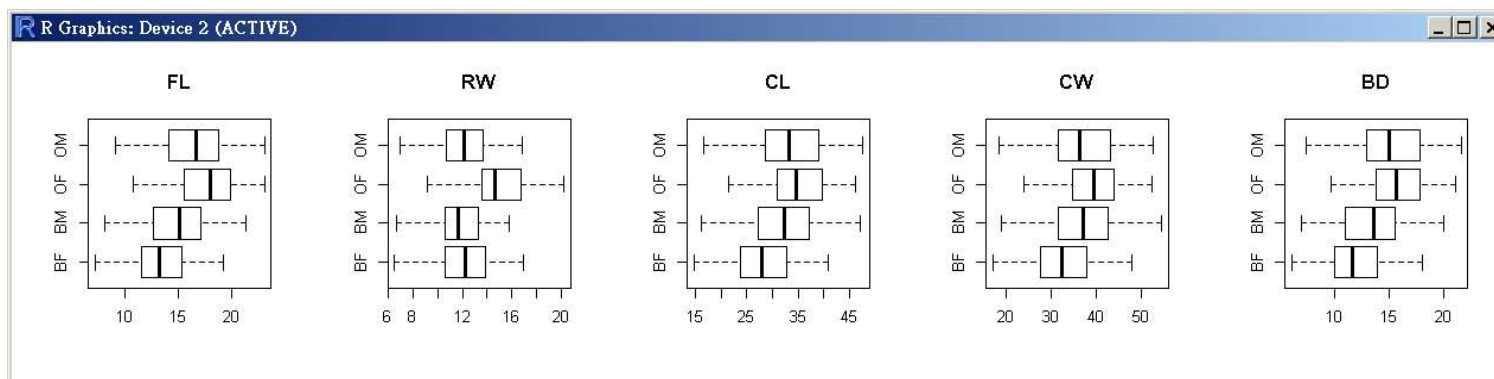 R Graphics: Device 2 (ACTIVE)
FL
OM
OF
BM
BF
10 15 20
RW
OM
OF
BM
BF
6 8 12 16 20
CL
OM
OF
BM
BF
15 25 35 45
CW
OM
OF
BM
BF
20 30 40 50
BD
OM
OF
BM
BF
10 15 20